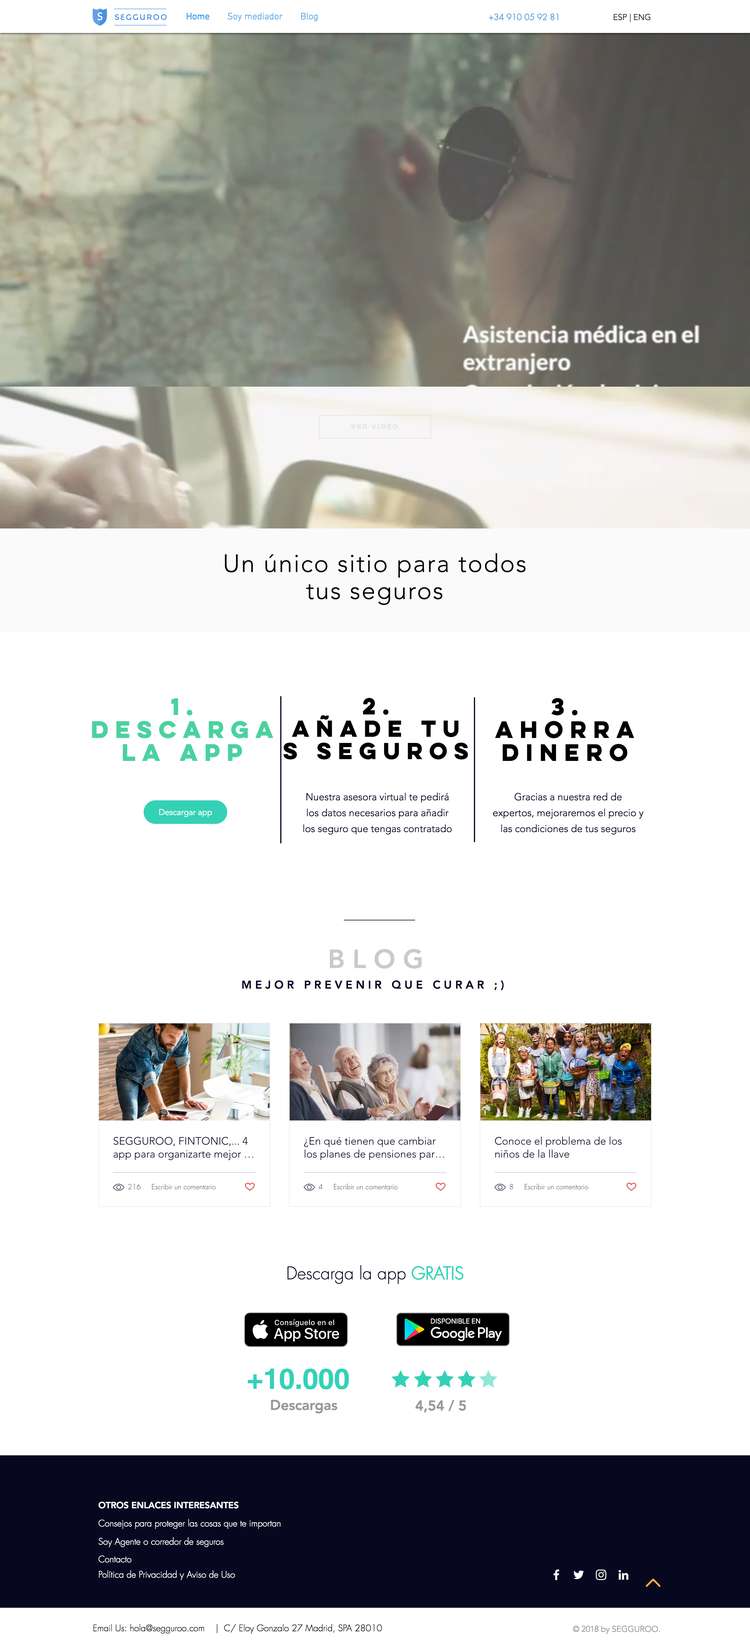 S SEGGUROO Home Soy mediador Blog +34 910 05 92 81 ESP | ENG
Asistencia médica en el
extranjero
VER VIDEO
Un único sitio para todos
tus seguros
1.
DESCARGA
LA APP
Descargar app
2.
AÑADE TU
S SEGUROS
Nuestra asesora virtual te pedirá
los datos necesarios para añadir
los seguro que tengas contratado
3.
AHORRA
DINERO
Gracias a nuestra red de
expertos, mejoraremos el precio y
las condiciones de tus seguros
BLOG
MEJOR PREVENIR QUE CURAR ;)
SEGGUROO, FINTONIC,... 4
app para organizarte mejor ...
216 Escribir un comentario
¿En qué tienen que cambiar
los planes de pensiones par...
4 Escribir un comentario
Conoce el problema de los
niños de la llave
8 Escribir un comentario
Descarga la app GRATIS
Consíguelo en el
App Store
DISPONIBLE EN
Google Play
+10.000
Descargas
4,54 / 5
OTROS ENLACES INTERESANTES
Consejos para proteger las cosas que te importan
Soy Agente o corredor de seguros
Contacto
Política de Privacidad y Aviso de Uso
Email Us: hola@segguroo.com | C/ Eloy Gonzalo 27 Madrid, SPA 28010
© 2018 by SEGGUROO.